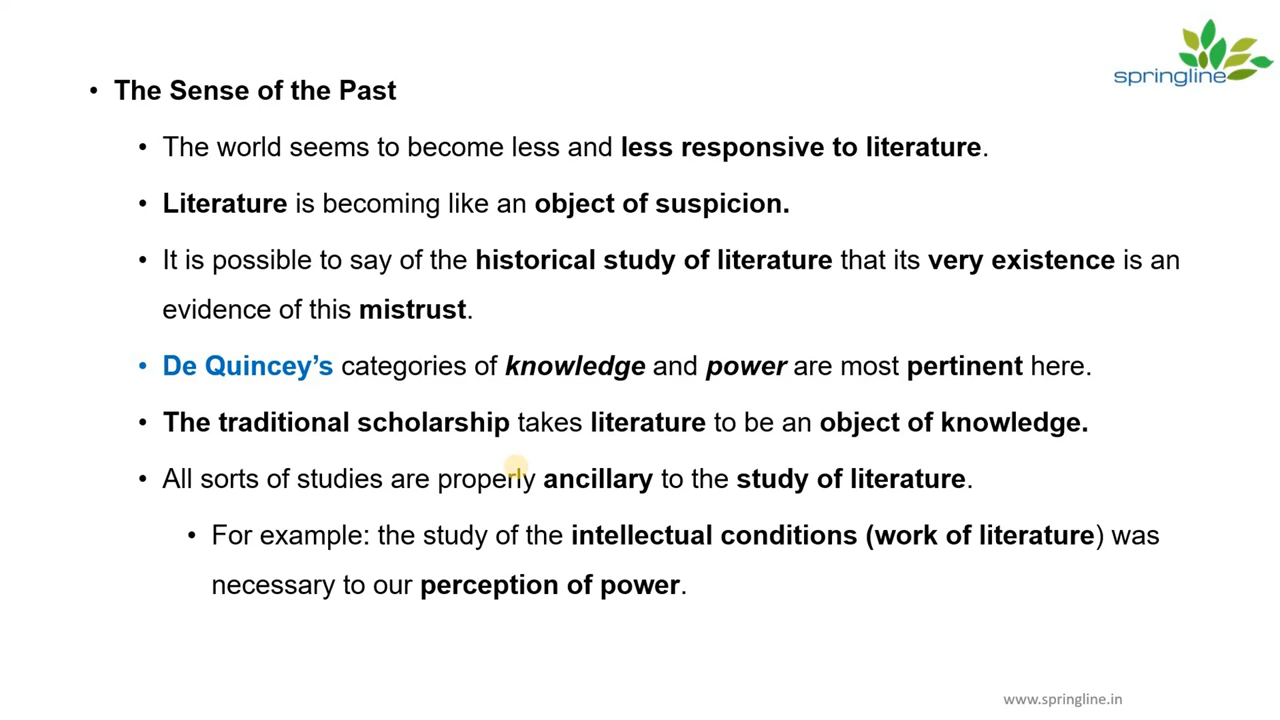 springline
• The Sense of the Past
• The world seems to become less and less responsive to literature.
• Literature is becoming like an object of suspicion.
• It is possible to say of the historical study of literature that its very existence is an
evidence of this mistrust.
• De Quincey’s categories of knowledge and power are most pertinent here.
• The traditional scholarship takes literature to be an object of knowledge.
• All sorts of studies are properly ancillary to the study of literature.
• For example: the study of the intellectual conditions (work of literature) was
necessary to our perception of power.
www.springline.in